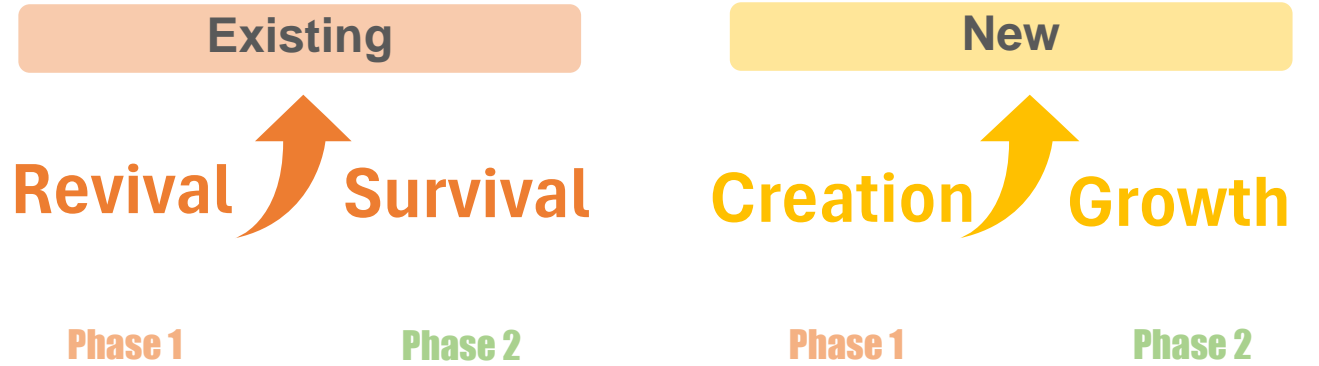 Existing
New
Revival
Survival
Creation
Growth
Phase 1
Phase 2
Phase 1
Phase 2